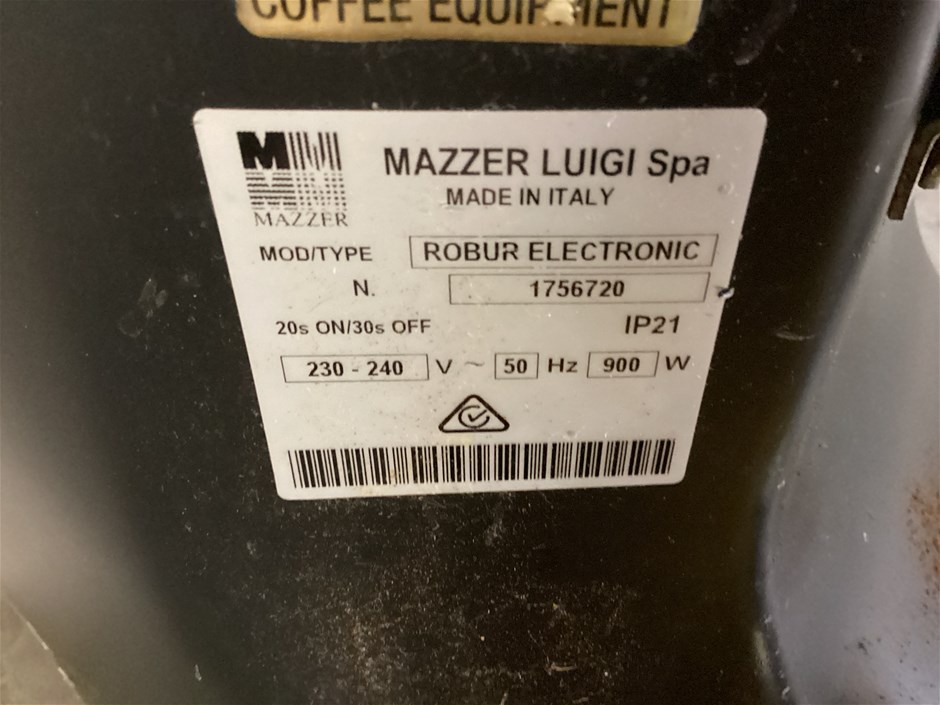 COFFEE EQUIPMENT
M
MAZZER
MAZZER LUIGI Spa
MADE IN ITALY
MOD/TYPE ROBUR ELECTRONIC
N. 1756720
20s ON/30s OFF IP21
230 - 240 V ~ 50 Hz 900 W